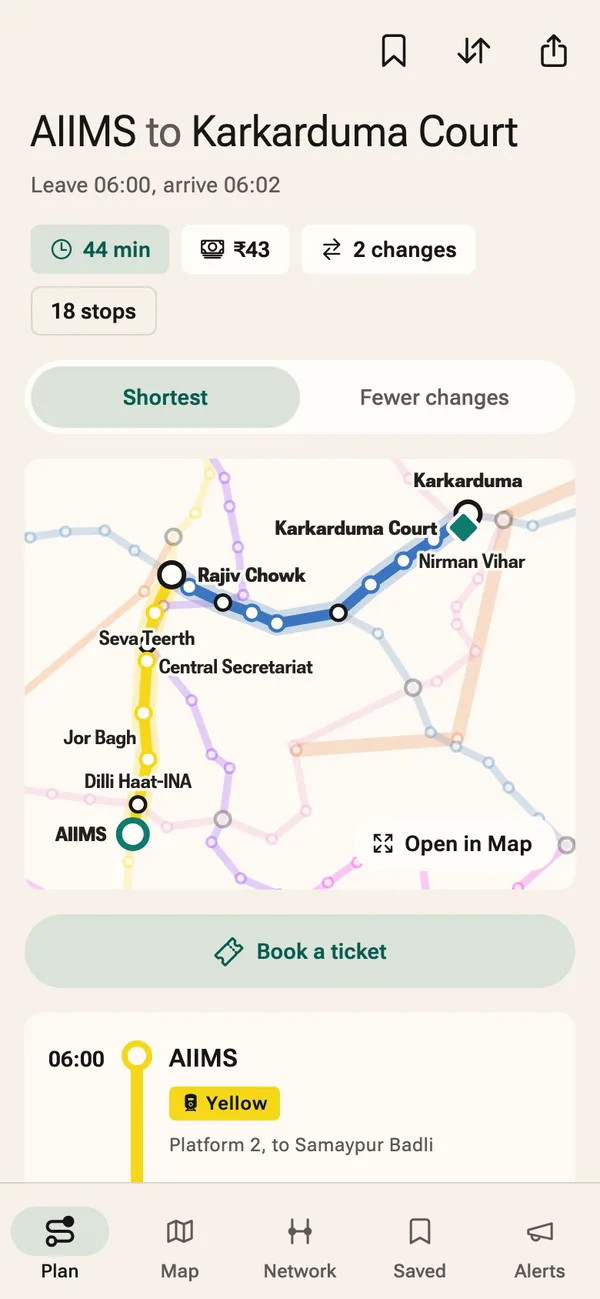 AIIMS to Karkarduma Court
Leave 06:00, arrive 06:02
44 min
₹43
2 changes
18 stops
Shortest
Fewer changes
Karkarduma
Karkarduma Court
Nirman Vihar
Rajiv Chowk
Seva Teerth
Central Secretariat
Jor Bagh
Dilli Haat-INA
AIIMS
Open in Map
Book a ticket
06:00 AIIMS
Yellow
Platform 2, to Samaypur Badli
Plan
Map
Network
Saved
Alerts